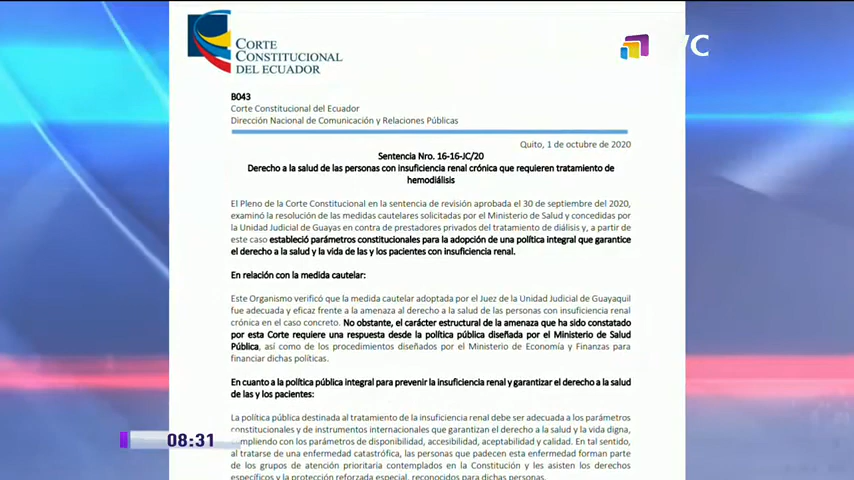 CORTE
CONSTITUCIONAL
DEL ECUADOR
B043
Corte Constitucional del Ecuador
Dirección Nacional de Comunicación y Relaciones Públicas
Quito, 1 de octubre de 2020
Sentencia Nro. 16-16-JC/20
Derecho a la salud de las personas con insuficiencia renal crónica que requieren tratamiento de
hemodiálisis
El Pleno de la Corte Constitucional en la sentencia de revisión aprobada el 30 de septiembre del 2020,
examinó la resolución de las medidas cautelares solicitadas por el Ministerio de Salud y concedidas por
la Unidad Judicial de Guayas en contra de prestadores privados del tratamiento de diálisis y, a partir de
este caso estableció parámetros constitucionales para la adopción de una política integral que garantice
el derecho a la salud y la vida de las y los pacientes con insuficiencia renal.
En relación con la medida cautelar:
Este Organismo verificó que la medida cautelar adoptada por el Juez de la Unidad Judicial de Guayaquil
fue adecuada y eficaz frente a la amenaza al derecho a la salud de las personas con insuficiencia renal
crónica en el caso concreto. No obstante, el carácter estructural de la amenaza que ha sido constatado
por esta Corte requiere una respuesta desde la política pública diseñada por el Ministerio de Salud
Pública, así como de los procedimientos diseñados por el Ministerio de Economía y Finanzas para
financiar dichas políticas.
En cuanto a la política pública integral para prevenir la insuficiencia renal y garantizar el derecho a la salud
de las y los pacientes:
La política pública destinada al tratamiento de la insuficiencia renal debe ser adecuada a los parámetros
constitucionales y de instrumentos internacionales que garantizan el derecho a la salud y la vida digna,
cumpliendo con los parámetros de disponibilidad, accesibilidad, aceptabilidad y calidad. En tal sentido,
08:31
al tratarse de una enfermedad catastrófica, las personas que padecen esta enfermedad forman parte
de los grupos de atención prioritaria contemplados en la Constitución y les asisten los derechos
específicos y la protección reforzada especial, reconocidos para dichas personas.